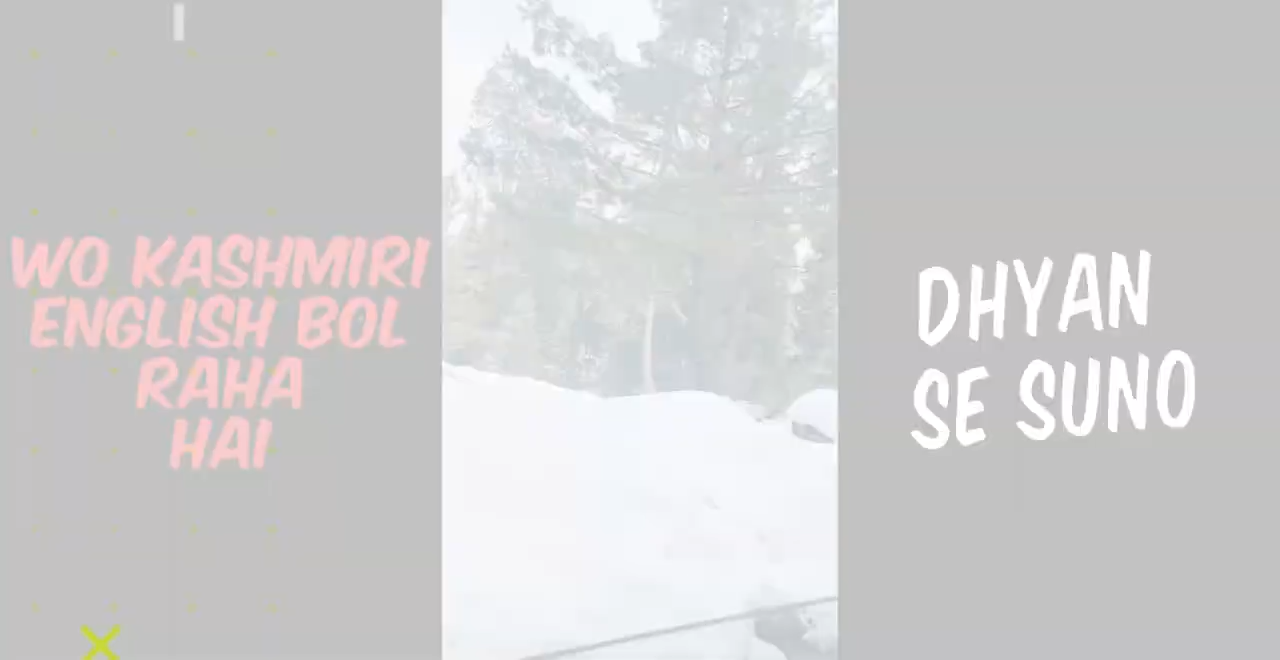 WO KASHMIRI
ENGLISH BOL
RAHA
HAI
DHYAN
SE SUNO